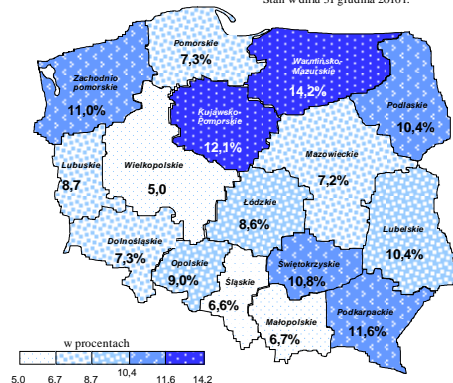 Stan w dniu 31 grudnia 2016 r.
Pomorskie
7,3%
Warmińsko-
Mazurskie
14,2%
Zachodnio
pomorskie
11,0%
Podlaskie
10,4%
Kujawsko-
Pomorskie
12,1%
Mazowieckie
7,2%
Lubuskie
8,7
Wielkopolskie
5,0
Łódzkie
8,6%
Lubelskie
10,4%
Dolnośląskie
7,3%
Opolskie
9,0%
Śląskie
6,6%
Świętokrzyskie
10,8%
Małopolskie
6,7%
Podkarpackie
11,6%
w procentach
5.0 6.7 8.7 10,4 11.6 14.2